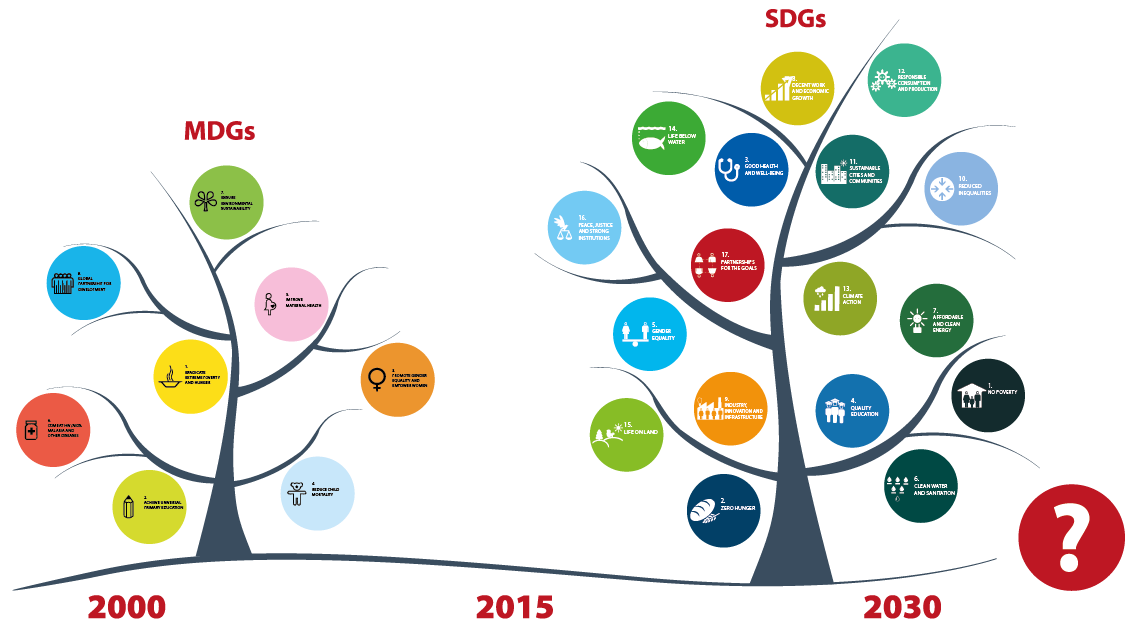 SDGs
MDGs
7.
ENSURE
ENVIRONMENTAL
SUSTAINABILITY
8.
GLOBAL
PARTNERSHIP FOR
DEVELOPMENT
5.
IMPROVE
MATERNAL HEALTH
1.
ERADICATE
EXTREME POVERTY
AND HUNGER
3.
PROMOTE GENDER
EQUALITY AND
EMPOWER WOMEN
6.
COMBAT HIV/AIDS,
MALARIA AND
OTHER DISEASES
2.
ACHIEVE UNIVERSAL
PRIMARY EDUCATION
4.
REDUCE CHILD
MORTALITY
DECENT WORK
AND ECONOMIC
GROWTH
12.
RESPONSIBLE
CONSUMPTION
AND PRODUCTION
14.
LIFE BELOW
WATER
3.
GOOD HEALTH
AND WELL-BEING
11.
SUSTAINABLE
CITIES AND
COMMUNITIES
10.
REDUCED
INEQUALITIES
16.
PEACE, JUSTICE
AND STRONG
INSTITUTIONS
17.
PARTNERSHIPS
FOR THE GOALS
13.
CLIMATE
ACTION
7.
AFFORDABLE
AND CLEAN
ENERGY
5.
GENDER
EQUALITY
1.
NO POVERTY
9.
INDUSTRY,
INNOVATION AND
INFRASTRUCTURE
4.
QUALITY
EDUCATION
15.
LIFE ON LAND
6.
CLEAN WATER
AND SANITATION
2.
ZERO HUNGER
?
2000
2015
2030